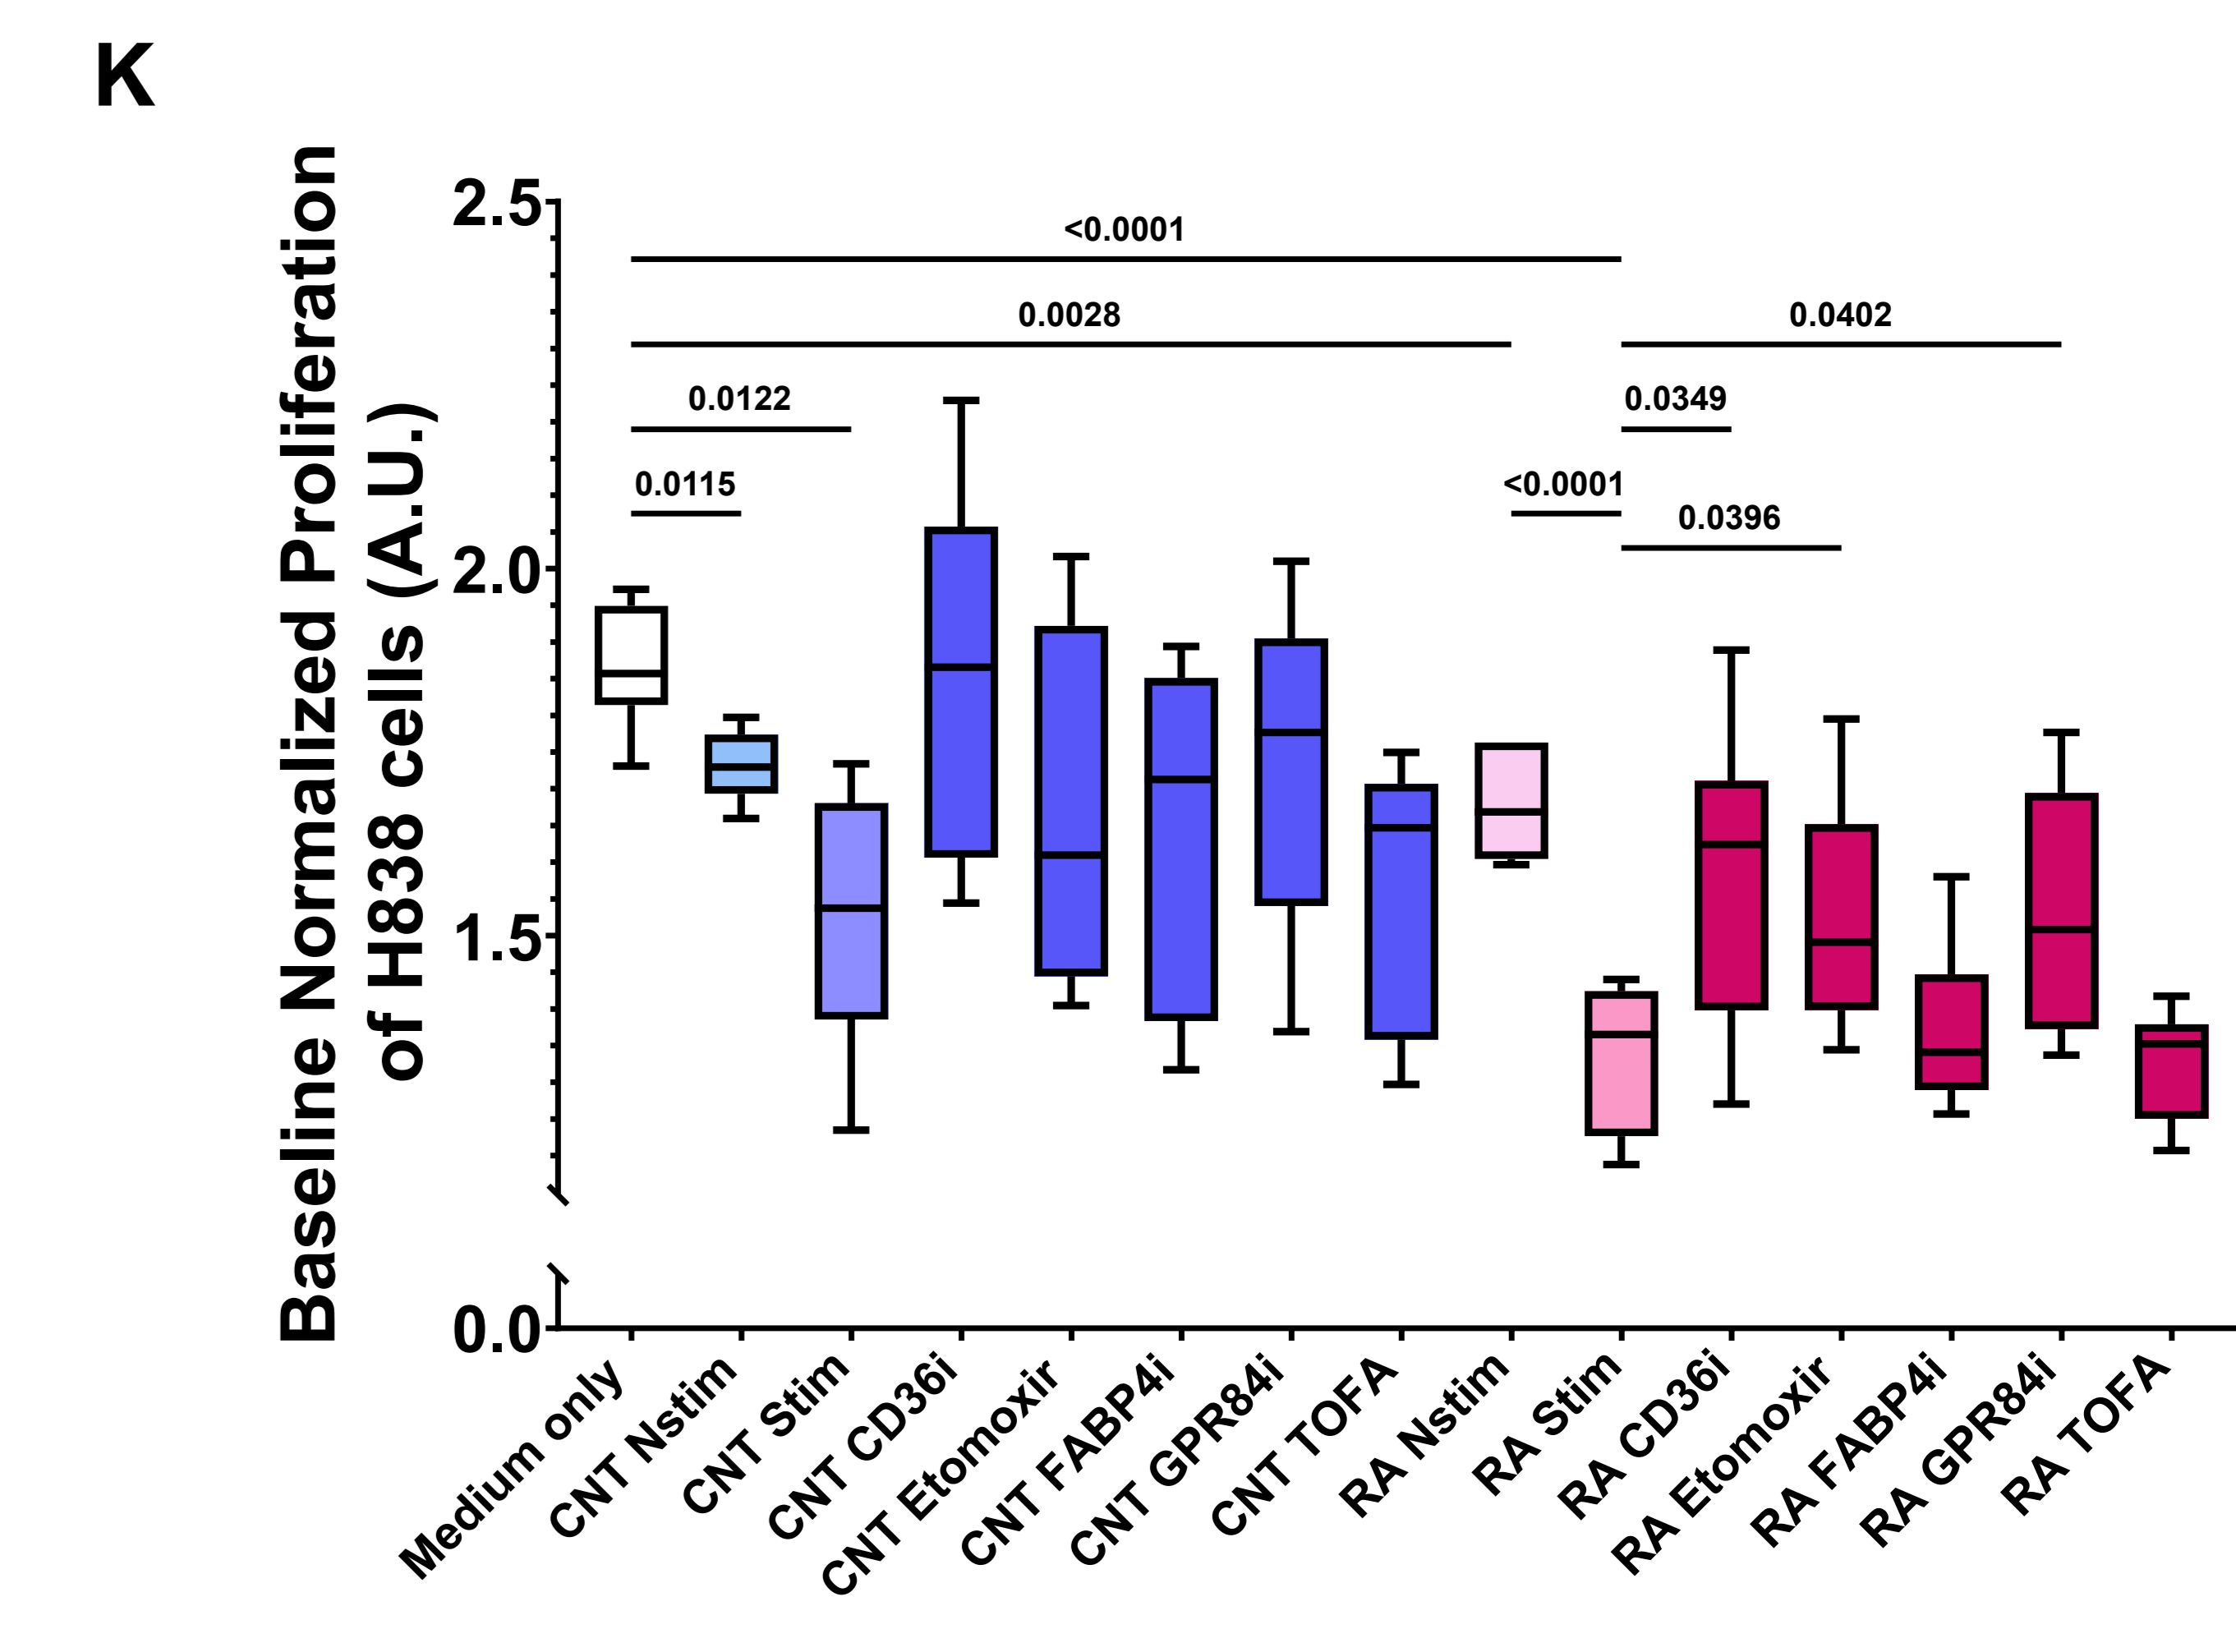 K
Baseline Normalized Proliferation
of H838 cells (A.U.)
2.5
2.0
1.5
0.0
<0.0001
0.0028
0.0402
0.0122
0.0349
0.0115
<0.0001
0.0396
Medium only
CNT Nstim
CNT Stim
CNT CD36i
CNT Etomoxir
CNT FABP4i
CNT GPR84i
CNT TOFA
RA Nstim
RA Stim
RA CD36i
RA Etomoxir
RA FABP4i
RA GPR84i
RA TOFA